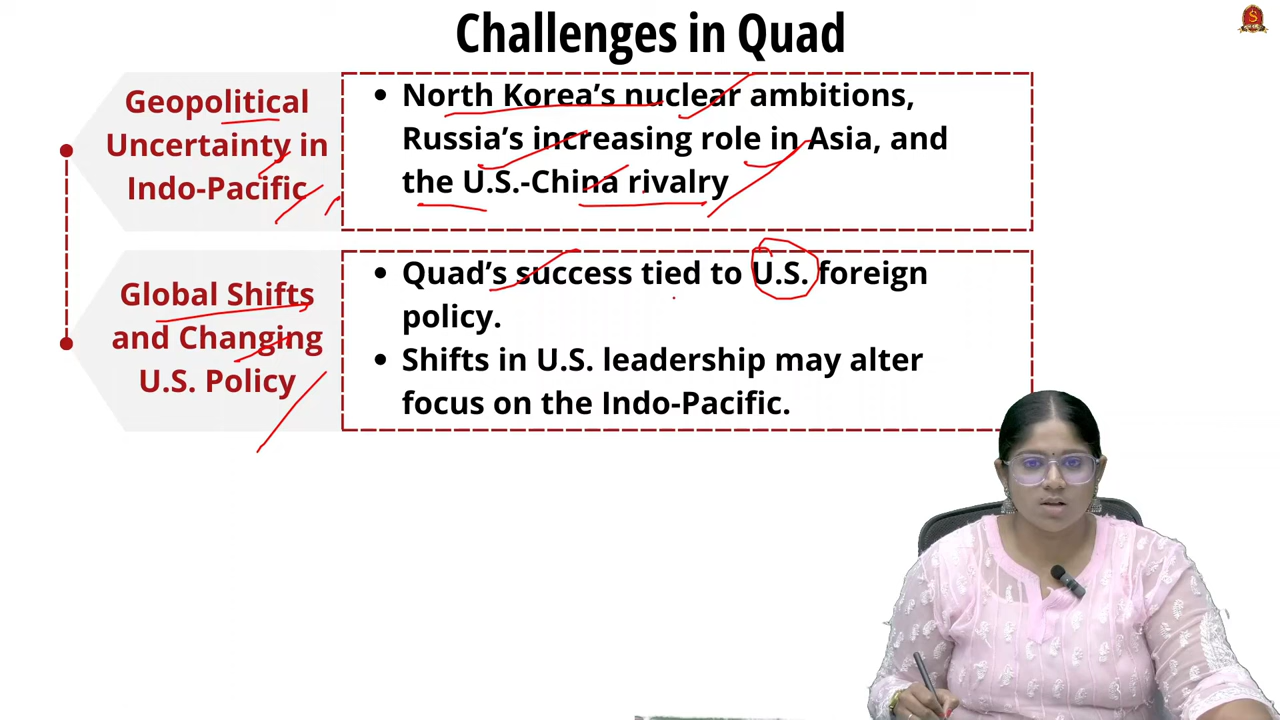 Challenges in Quad
Geopolitical
Uncertainty in
Indo-Pacific
• North Korea’s nuclear ambitions,
Russia’s increasing role in Asia, and
the U.S.-China rivalry
Global Shifts
and Changing
U.S. Policy
• Quad’s success tied to U.S. foreign
policy.
• Shifts in U.S. leadership may alter
focus on the Indo-Pacific.